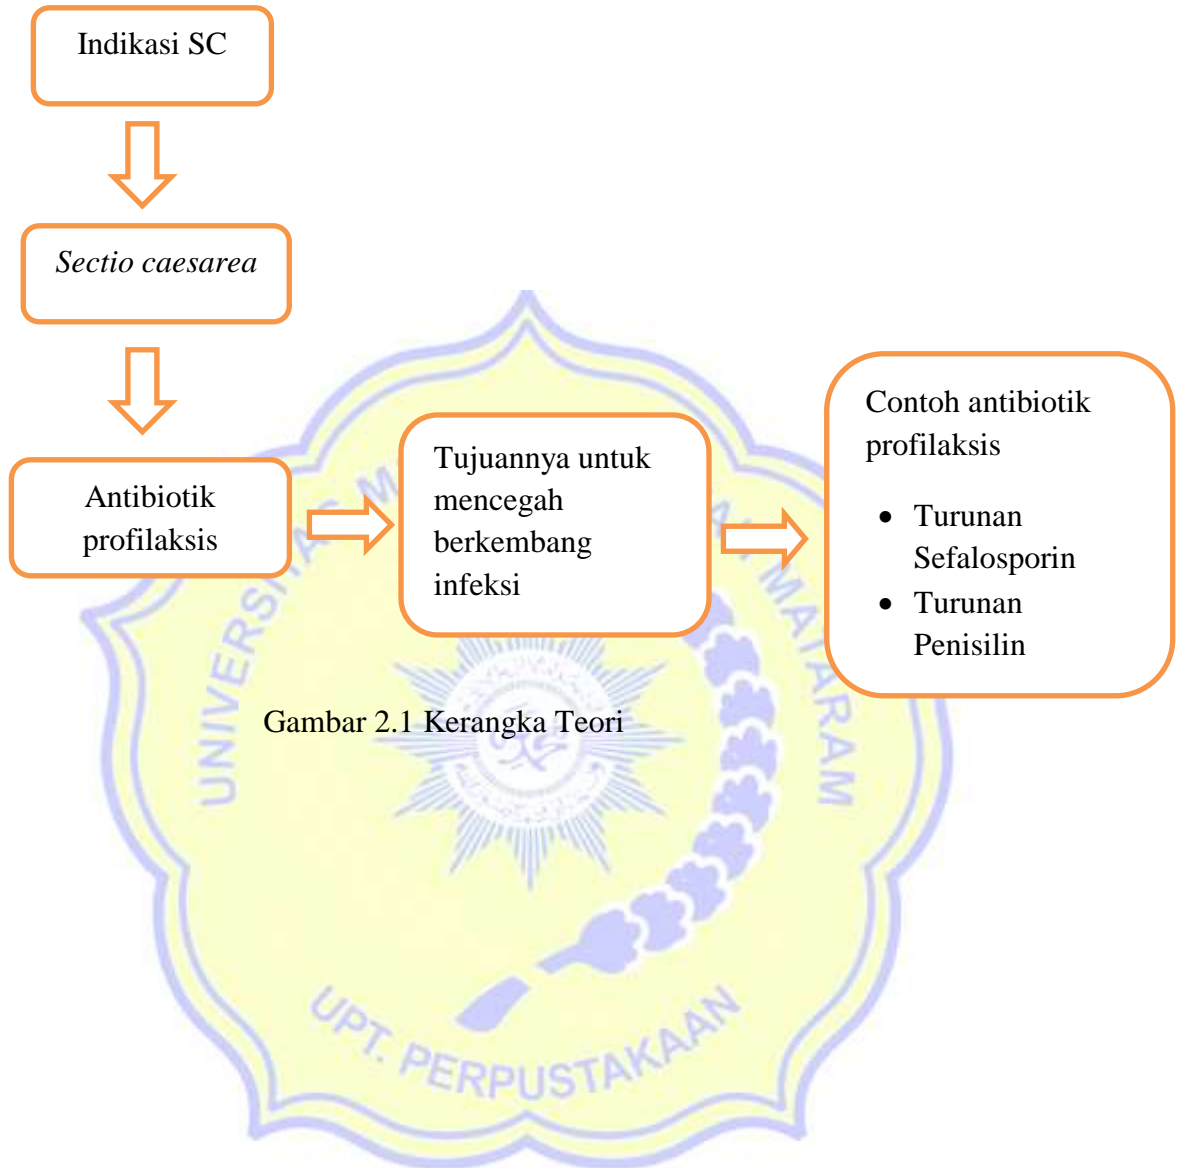 Indikasi SC
Sectio caesarea
Antibiotik
profilaksis
Tujuannya untuk
mencegah
berkembang
infeksi
Contoh antibiotik
profilaksis
• Turunan
Sefalosporin
• Turunan
Penisilin
Gambar 2.1 Kerangka Teori
UNIVERSITAS M AH MATARAM
UPT. PERPUSTAKAAN